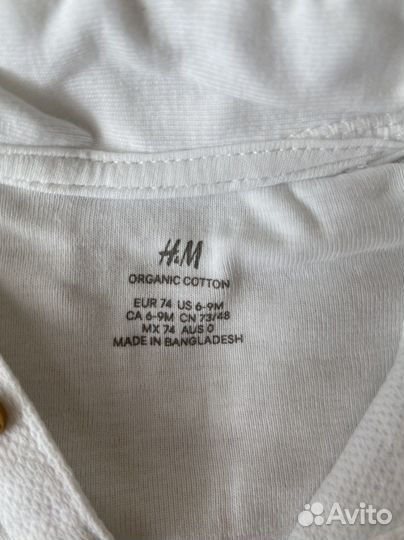 H&M
ORGANIC COTTON
EUR 74 US 6-9M
CA 6-9M CN 73/48
MX 74 AUS 0
MADE IN BANGLADESH
Avito